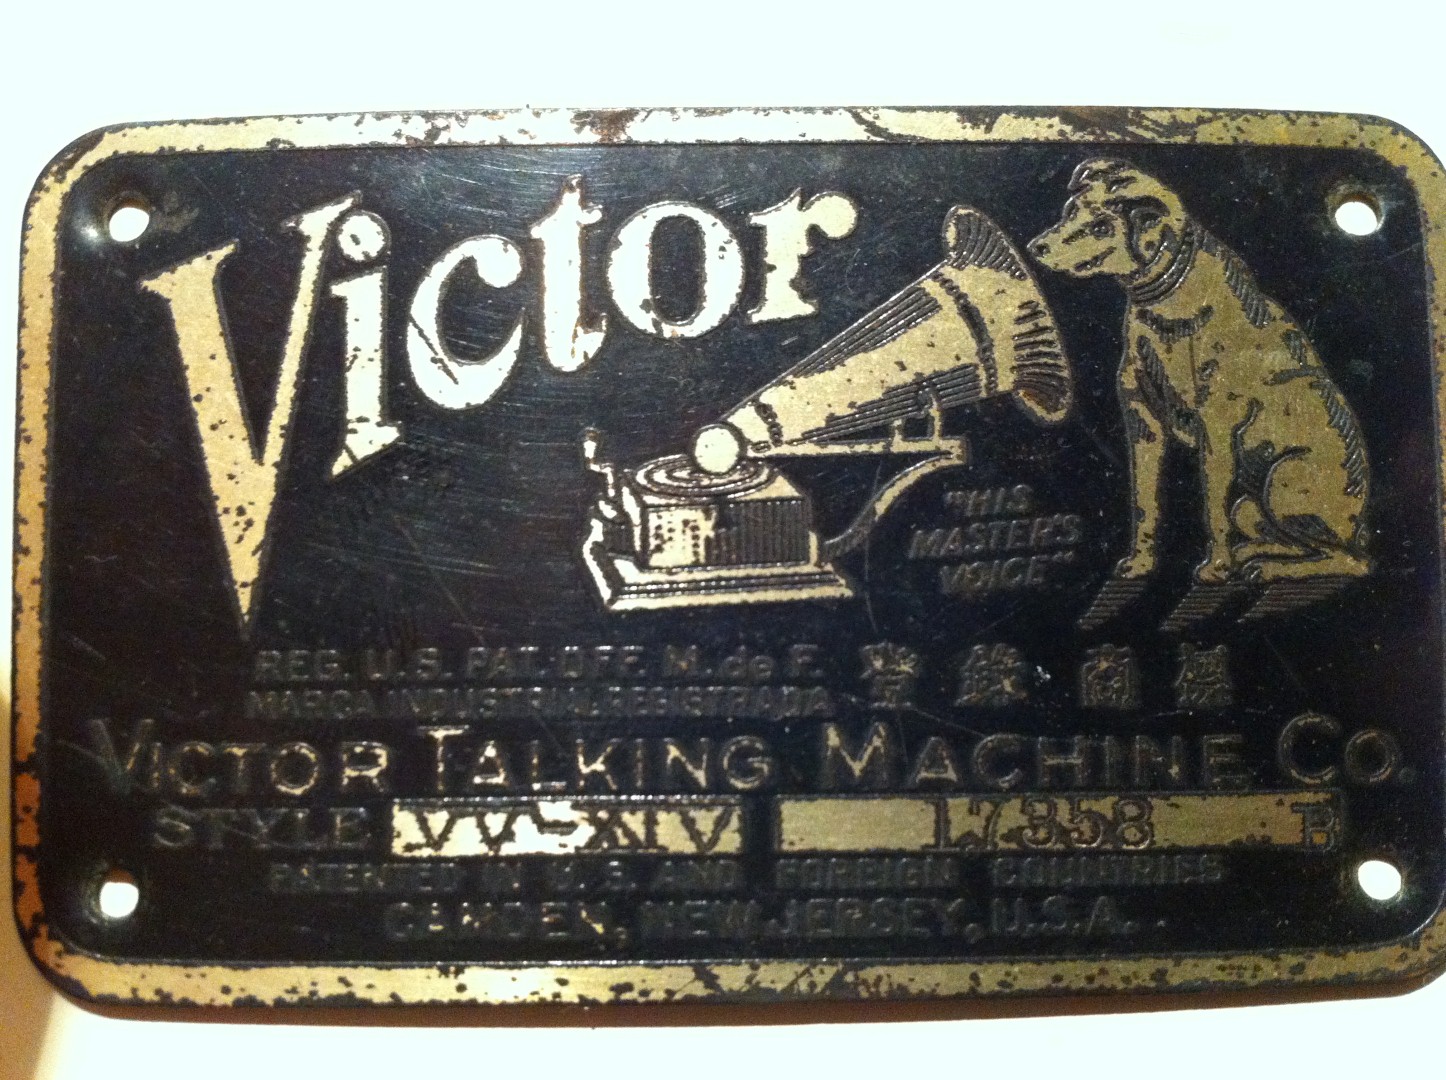 Victor
"HIS
MASTER'S
VOICE"
REG. U.S. PAT. OFF. M. de F. 登錄商標
MARCA INDUSTRIAL REGISTRADA
VICTOR TALKING MACHINE CO.
STYLE VV-XIV 17358 B
PATENTED IN U.S. AND FOREIGN COUNTRIES
CAMDEN, NEW JERSEY, U.S.A.